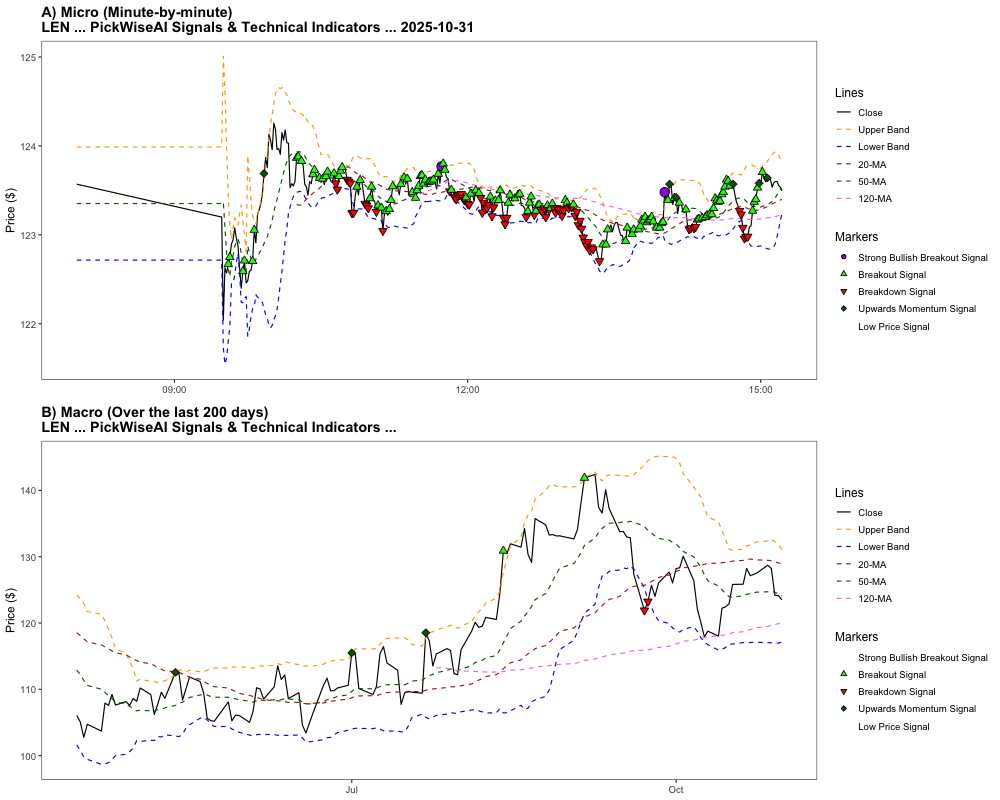 A) Micro (Minute-by-minute)
LEN ... PickWiseAI Signals & Technical Indicators ... 2025-10-31
Price ($)
125
124
123
122
09:00
12:00
15:00
Lines
Close
Upper Band
Lower Band
20-MA
50-MA
120-MA
Markers
Strong Bullish Breakout Signal
Breakout Signal
Breakdown Signal
Upwards Momentum Signal
Low Price Signal
B) Macro (Over the last 200 days)
LEN ... PickWiseAI Signals & Technical Indicators ...
Price ($)
140
130
120
110
100
Jul
Oct
Lines
Close
Upper Band
Lower Band
20-MA
50-MA
120-MA
Markers
Strong Bullish Breakout Signal
Breakout Signal
Breakdown Signal
Upwards Momentum Signal
Low Price Signal